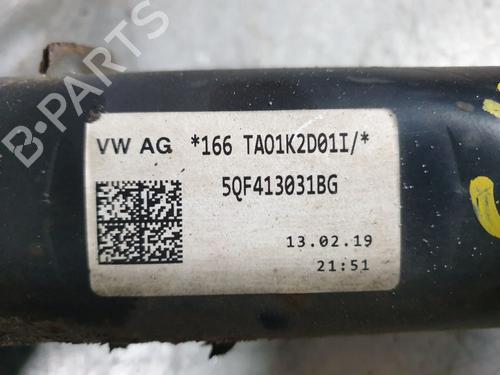 VW AG *166 TA01K2D01I/*
5QF413031BG
13.02.19
21:51
B-PARTS